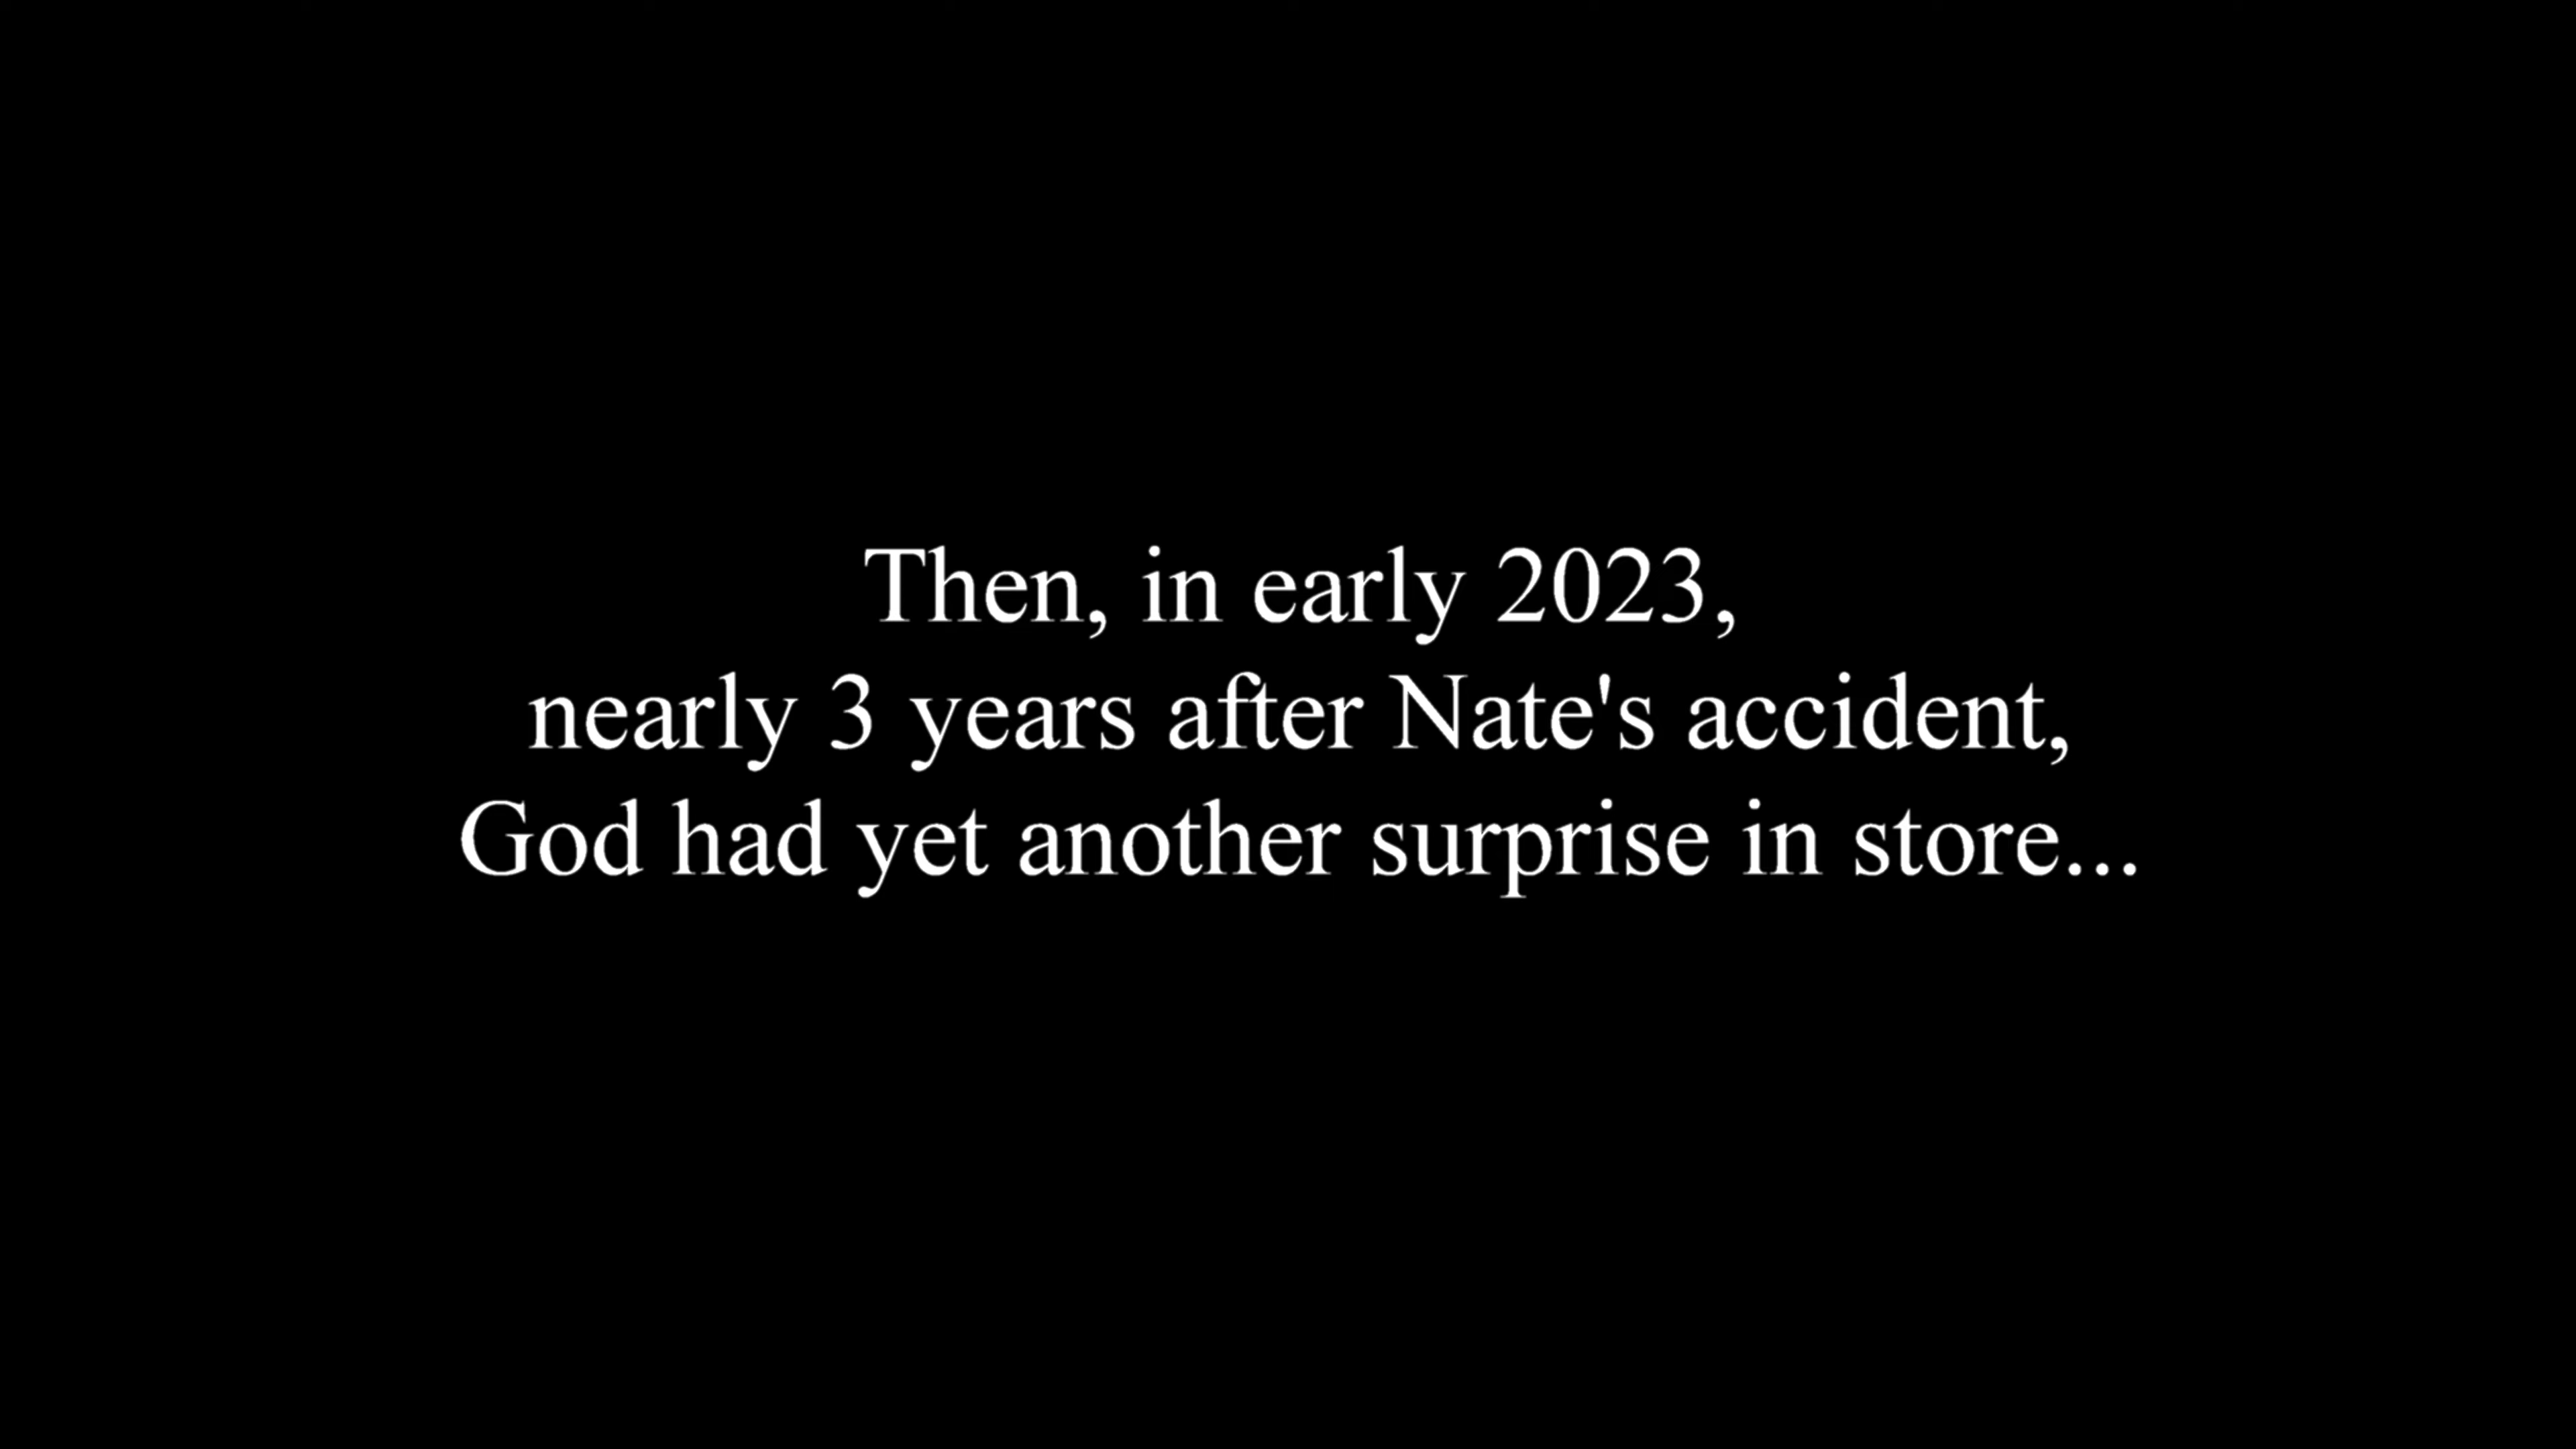 Then, in early 2023,
nearly 3 years after Nate's accident,
God had yet another surprise in store...